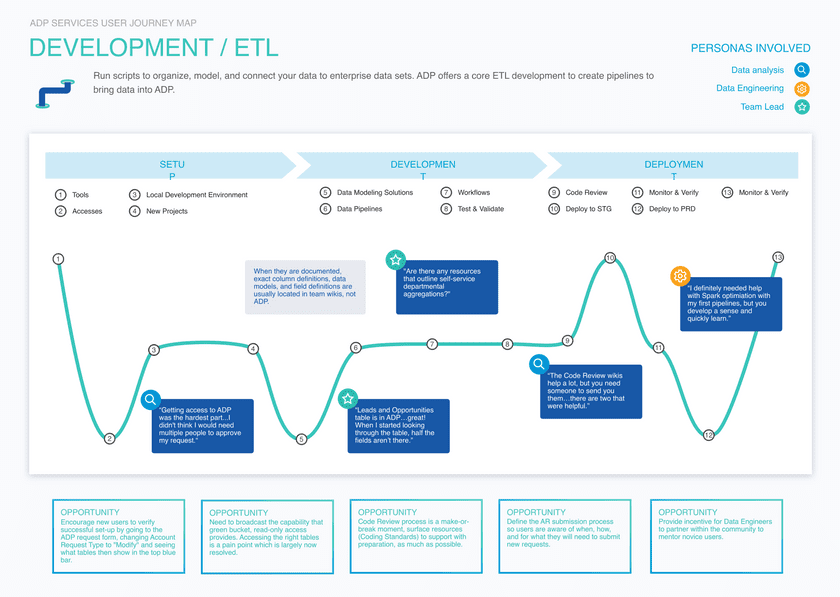 ADP SERVICES USER JOURNEY MAP
DEVELOPMENT / ETL
Run scripts to organize, model, and connect your data to enterprise data sets. ADP offers a core ETL development to create pipelines to
bring data into ADP.
PERSONAS INVOLVED
Data analysis
Data Engineering
Team Lead
SETU
P
DEVELOPMEN
T
DEPLOYMEN
T
1 Tools
2 Accesses
3 Local Development Environment
4 New Projects
5 Data Modeling Solutions
6 Data Pipelines
7 Workflows
8 Test & Validate
9 Code Review
10 Deploy to STG
11 Monitor & Verify
12 Deploy to PRD
13 Monitor & Verify
When they are documented,
exact column definitions, data
models, and field definitions are
usually located in team wikis, not
ADP.
"Are there any resources
that outline self-service
departmental
aggregations?"
"I definitely needed help
with Spark optimiation with
my first pipelines, but you
develop a sense and
quickly learn."
1
2
3
4
5
6
7
8
9
10
11
12
13
"Getting access to ADP
was the hardest part...I
didn't think I would need
multiple people to approve
my request."
"Leads and Opportunities
table is in ADP...great!
When I started looking
through the table, half the
fields aren't there."
"The Code Review wikis
help a lot, but you need
someone to send you
them...there are two that
were helpful."
OPPORTUNITY
Encourage new users to verify
successful set-up by going to the
ADP request form, changing Account
Request Type to "Modify" and seeing
what tables then show in the top blue
bar.
OPPORTUNITY
Need to broadcast the capability that
green bucket, read-only access
provides. Accessing the right tables
is a pain point which is largely now
resolved.
OPPORTUNITY
Code Review process is a make-or-
break moment, surface resources
(Coding Standards) to support with
preparation, as much as possible.
OPPORTUNITY
Define the AR submission process
so users are aware of when, how,
and for what they will need to submit
new requests.
OPPORTUNITY
Provide incentive for Data Engineers
to partner within the community to
mentor novice users.